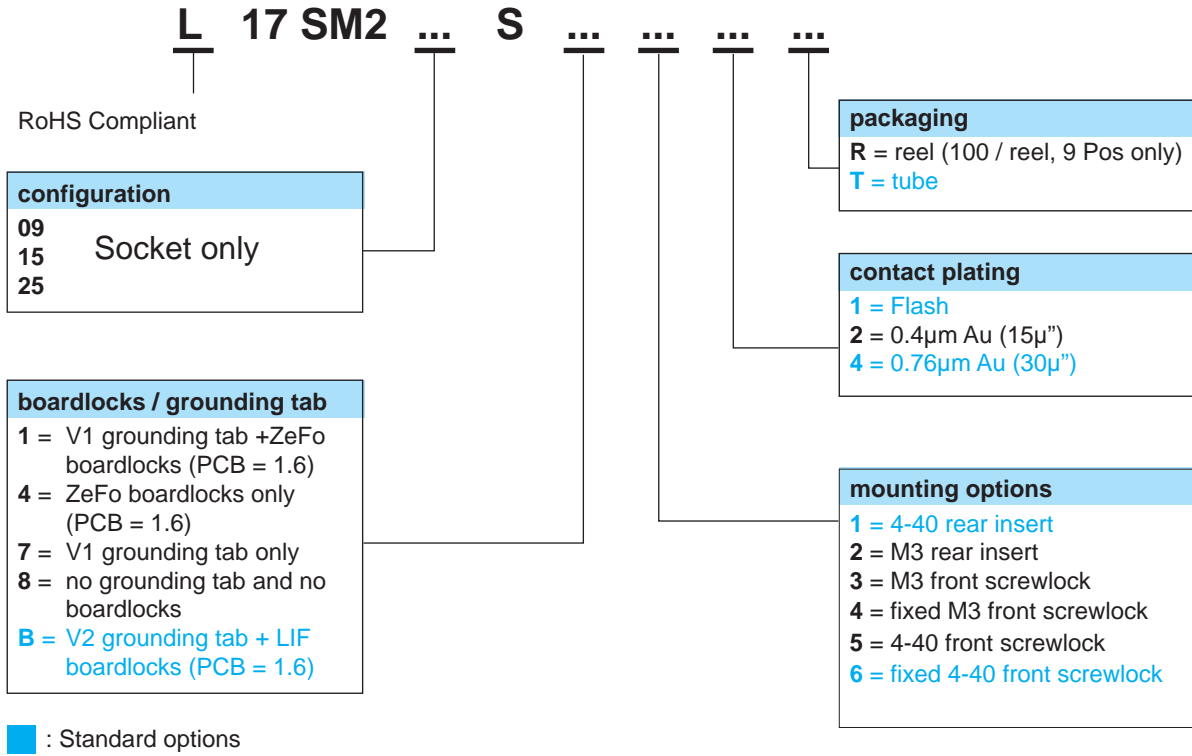 L 17 SM2 ... S ... ... ... ...
RoHS Compliant
configuration
09
15
25
Socket only
boardlocks / grounding tab
1 = V1 grounding tab +ZeFo
boardlocks (PCB = 1.6)
4 = ZeFo boardlocks only
(PCB = 1.6)
7 = V1 grounding tab only
8 = no grounding tab and no
boardlocks
B = V2 grounding tab + LIF
boardlocks (PCB = 1.6)
: Standard options
packaging
R = reel (100 / reel, 9 Pos only)
T = tube
contact plating
1 = Flash
2 = 0.4µm Au (15µ”)
4 = 0.76µm Au (30µ”)
mounting options
1 = 4-40 rear insert
2 = M3 rear insert
3 = M3 front screwlock
4 = fixed M3 front screwlock
5 = 4-40 front screwlock
6 = fixed 4-40 front screwlock